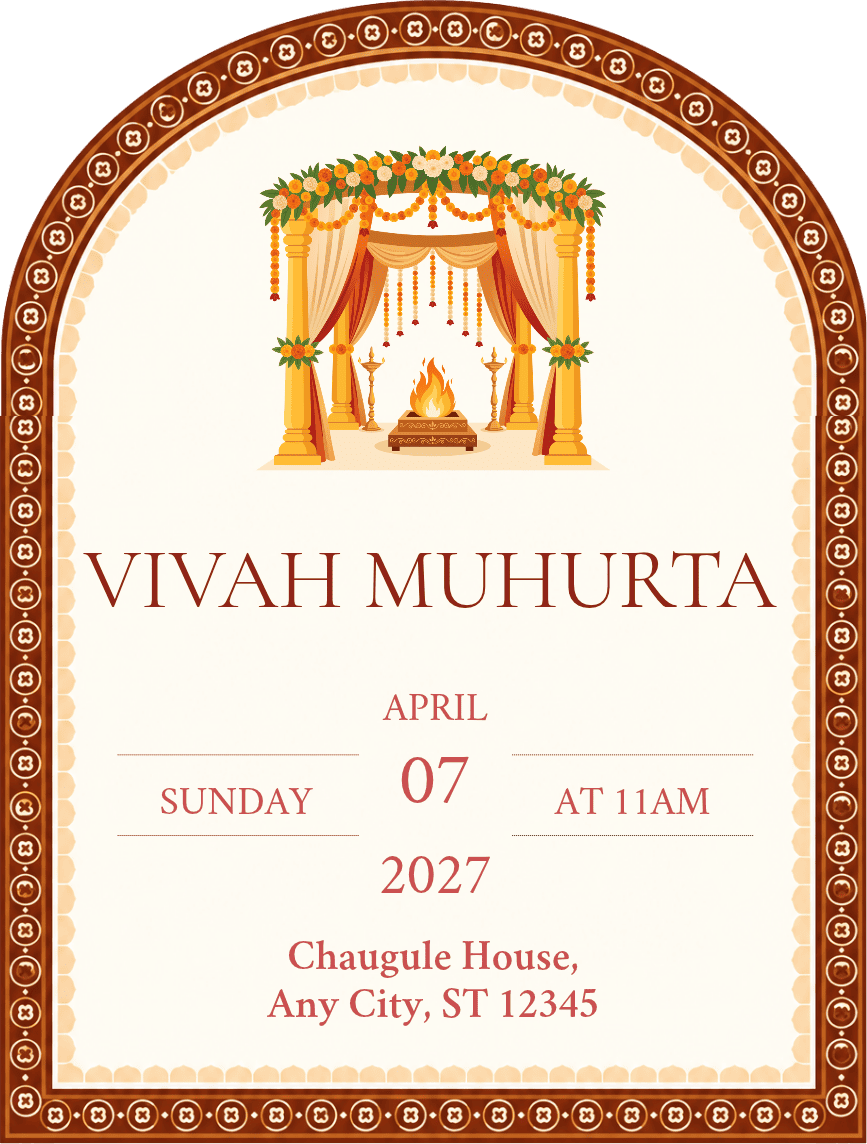 VIVAH MUHURTA
APRIL
SUNDAY
07
AT 11AM
2027
Chaugule House,
Any City, ST 12345